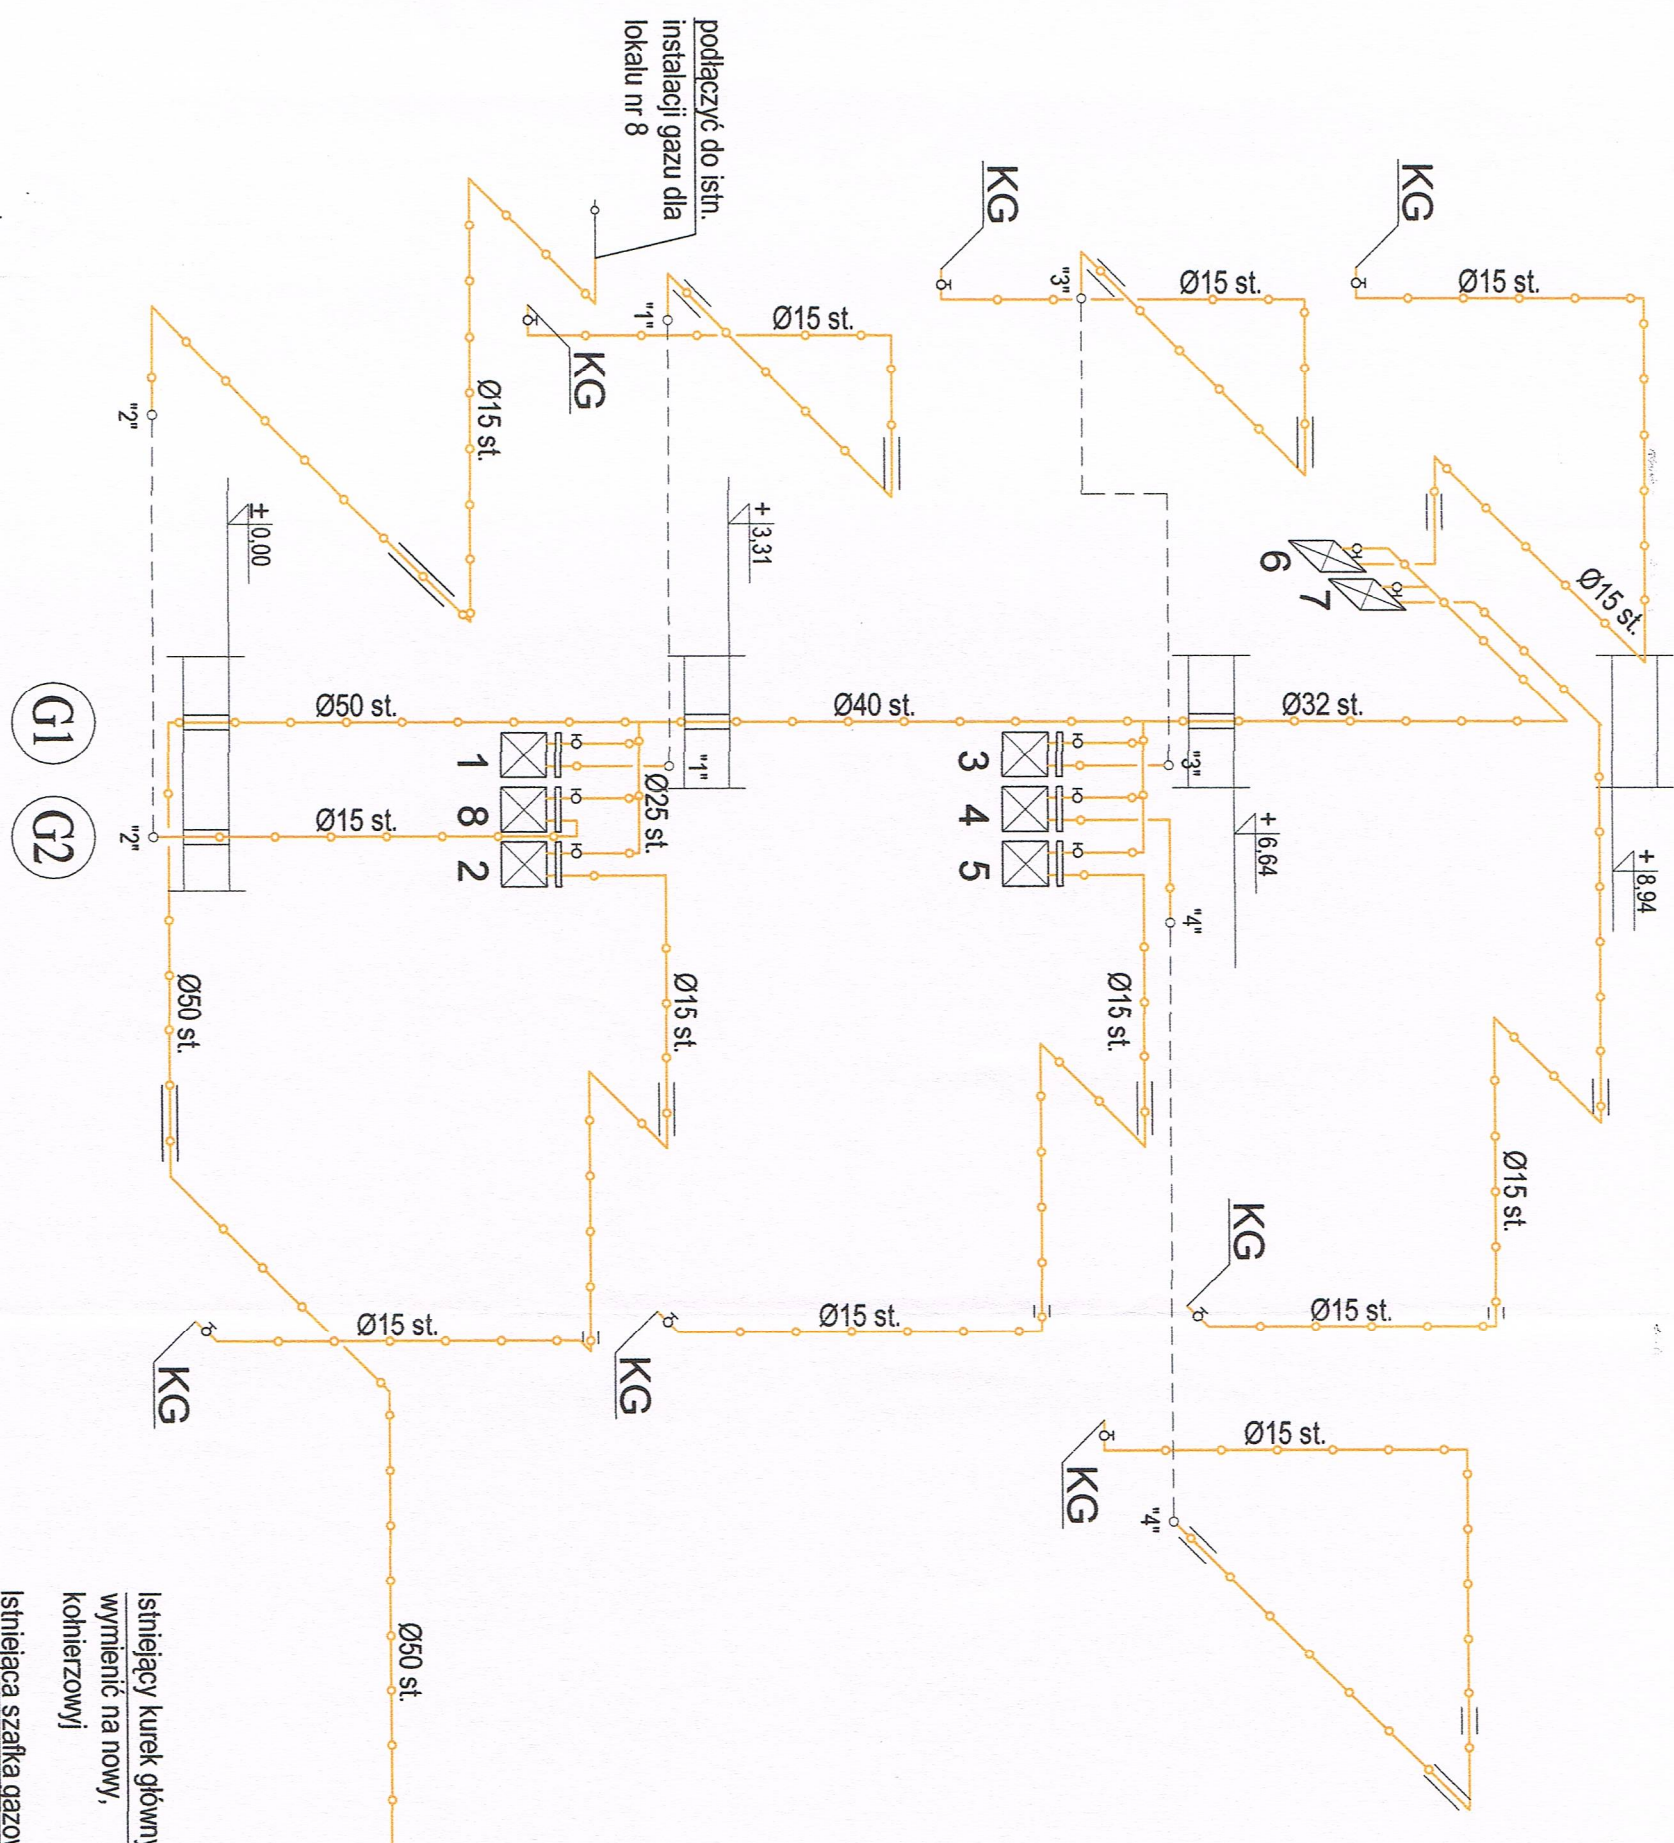 podłączyć do istn.
instalacji gazu dla
lokalu nr 8
KG
KG
Ø15 st.
Ø15 st.
"3"
Ø15 st.
"1"
KG
Ø15 st.
"2"
± 0,00
+ 3,31
6
7
Ø15 st.
G1
G2
Ø50 st.
Ø40 st.
Ø32 st.
1
8
2
"1"
Ø25 st.
3
4
5
"3"
"4"
+ 6,64
+ 8,94
"2"
Ø15 st.
Ø50 st.
Ø15 st.
Ø15 st.
Ø15 st.
KG
Ø15 st.
KG
Ø15 st.
KG
Ø15 st.
KG
Ø15 st.
"4"
Ø50 st.
Istniejący kurek główny
wymienić na nowy,
kołnierzowyj
Istniejąca szafka gazow